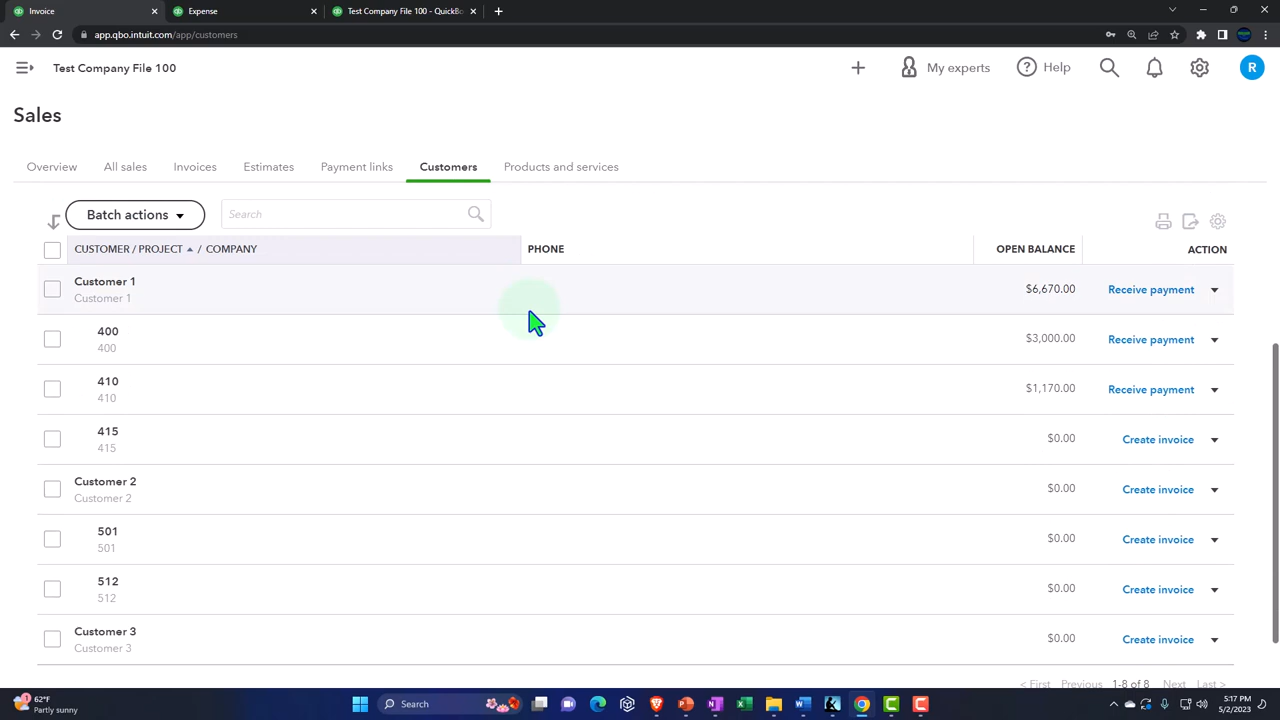 Invoice
Expense
Test Company File 100 - QuickBo
app.qbo.intuit.com/app/customers
Test Company File 100
My experts
Help
R
Sales
Overview
All sales
Invoices
Estimates
Payment links
Customers
Products and services
Batch actions
Search
CUSTOMER / PROJECT / COMPANY
PHONE
OPEN BALANCE
ACTION
Customer 1
Customer 1
$6,670.00
Receive payment
400
400
$3,000.00
Receive payment
410
410
$1,170.00
Receive payment
415
415
$0.00
Create invoice
Customer 2
Customer 2
$0.00
Create invoice
501
501
$0.00
Create invoice
512
512
$0.00
Create invoice
Customer 3
Customer 3
$0.00
Create invoice
< First Previous 1-8 of 8 Next Last >
1
62°F
Partly sunny
Search
5:17 PM
5/2/2023